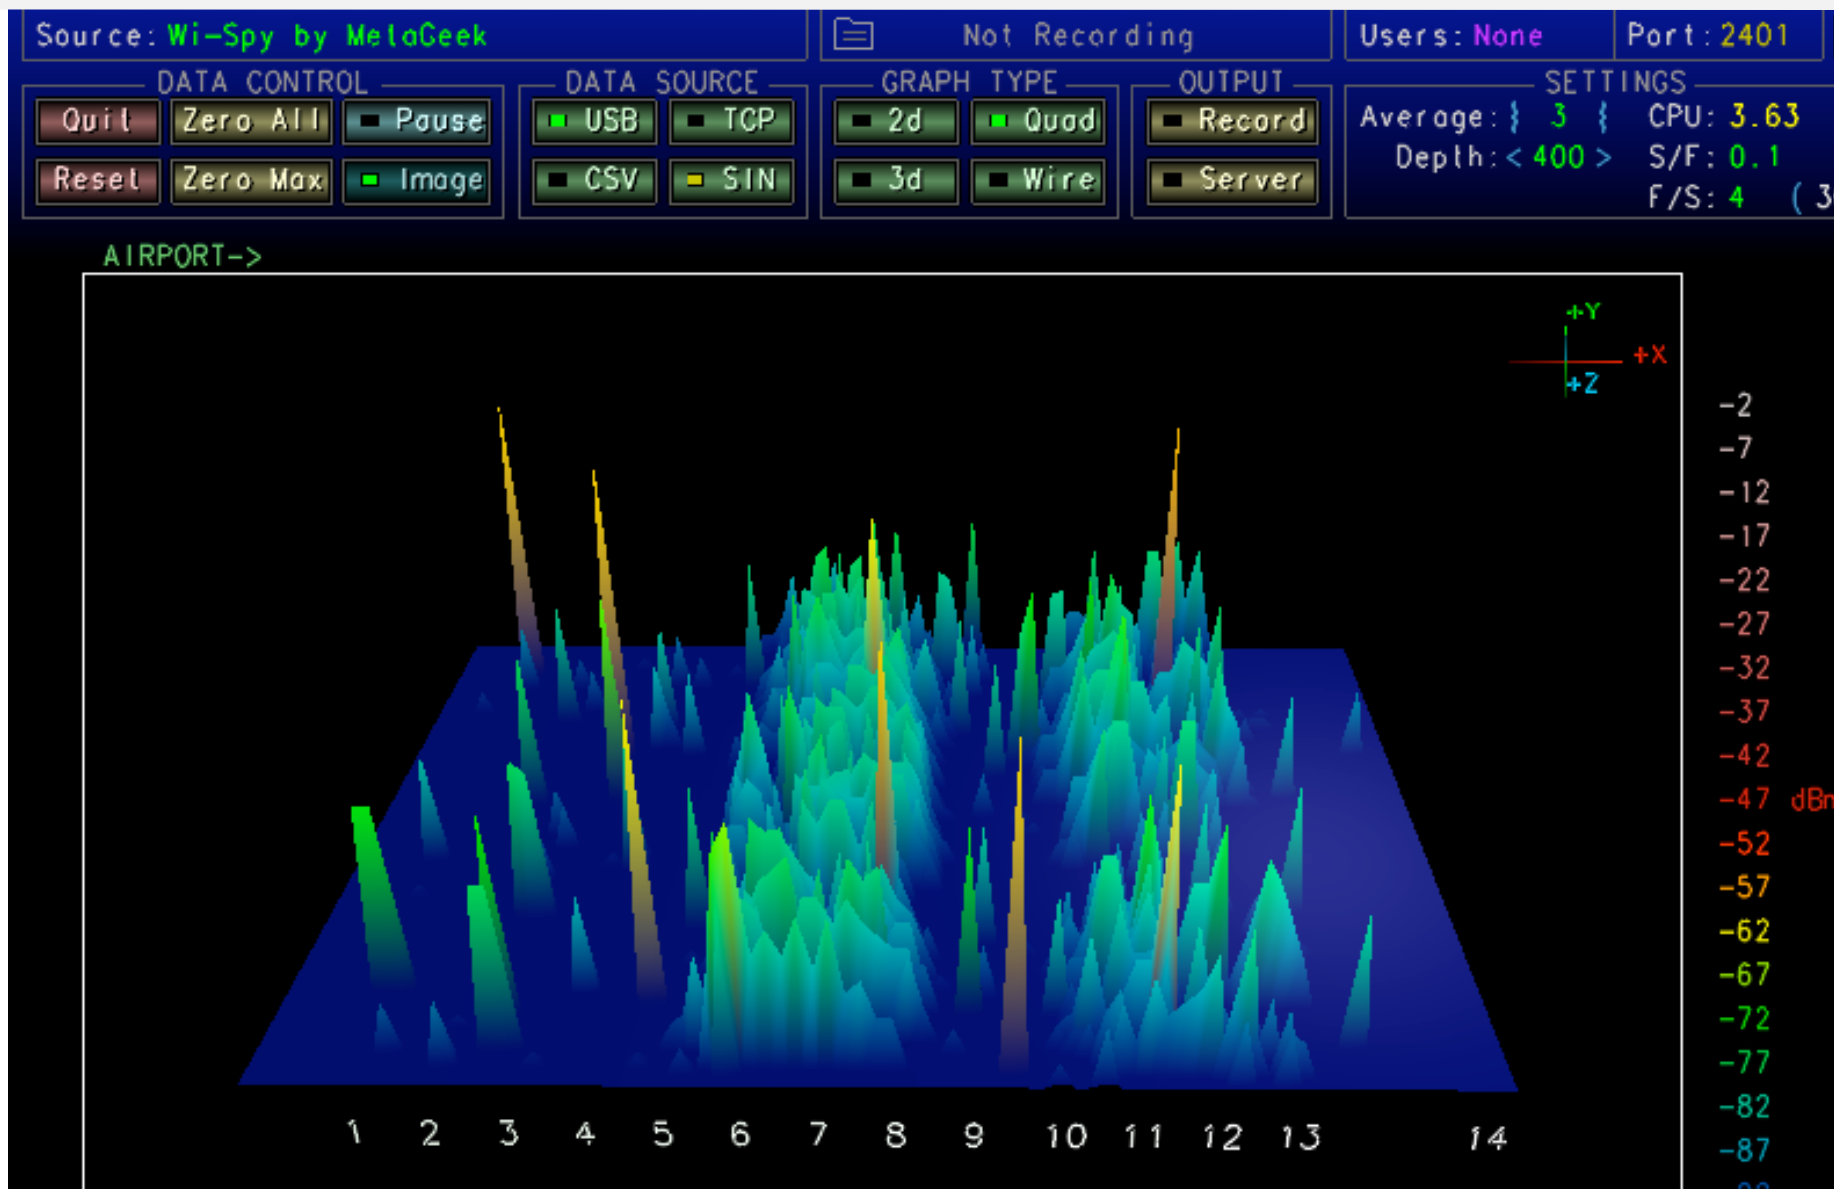 Source: Wi-Spy by MetaGeek
Not Recording
Users: None
Port: 2401
DATA CONTROL
DATA SOURCE
GRAPH TYPE
OUTPUT
SETTINGS
Quit Zero All Pause
USB TCP
2d Quad
Record
Average: 3 CPU: 3.63
Reset Zero Max Image
CSV SIN
3d Wire
Server
Depth: < 400 > S/F: 0.1
F/S: 4 ( 3
AIRPORT->
+Y
+X
+Z
-2
-7
-12
-17
-22
-27
-32
-37
-42
-47 dBm
-52
-57
-62
-67
-72
-77
-82
-87
1 2 3 4 5 6 7 8 9 10 11 12 13 14